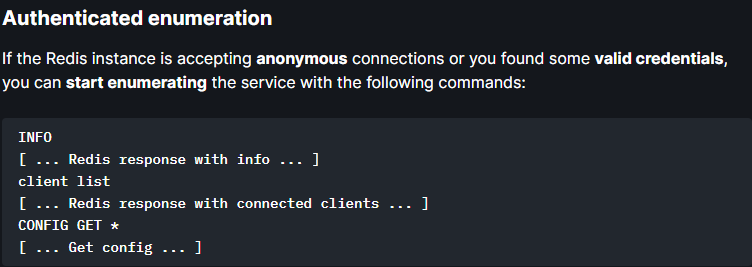 Authenticated enumeration
If the Redis instance is accepting anonymous connections or you found some valid credentials,
you can start enumerating the service with the following commands:
INFO
[ ... Redis response with info ... ]
client list
[ ... Redis response with connected clients ... ]
CONFIG GET *
[ ... Get config ... ]